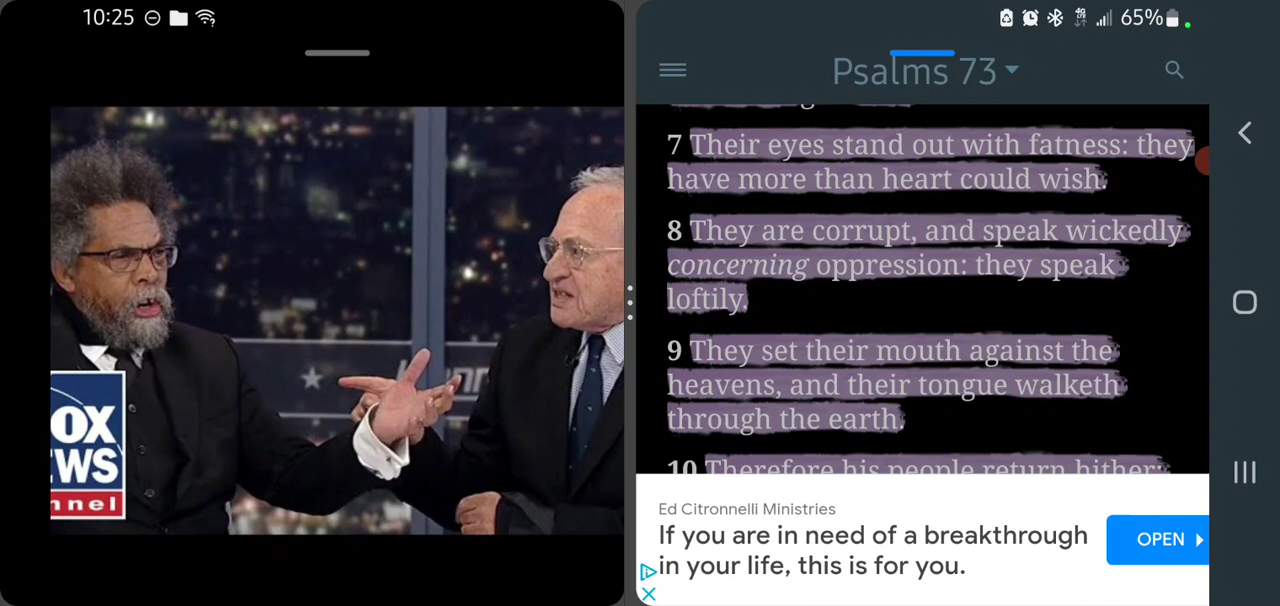 10:25
65%
Psalms 73
7 Their eyes stand out with fatness: they
have more than heart could wish.
8 They are corrupt, and speak wickedly
concerning oppression: they speak
loftily.
9 They set their mouth against the
heavens, and their tongue walketh
through the earth.
10 Therefore his people return hither:
OX
WS
nnel
Ed Citronnelli Ministries
If you are in need of a breakthrough
in your life, this is for you.
OPEN